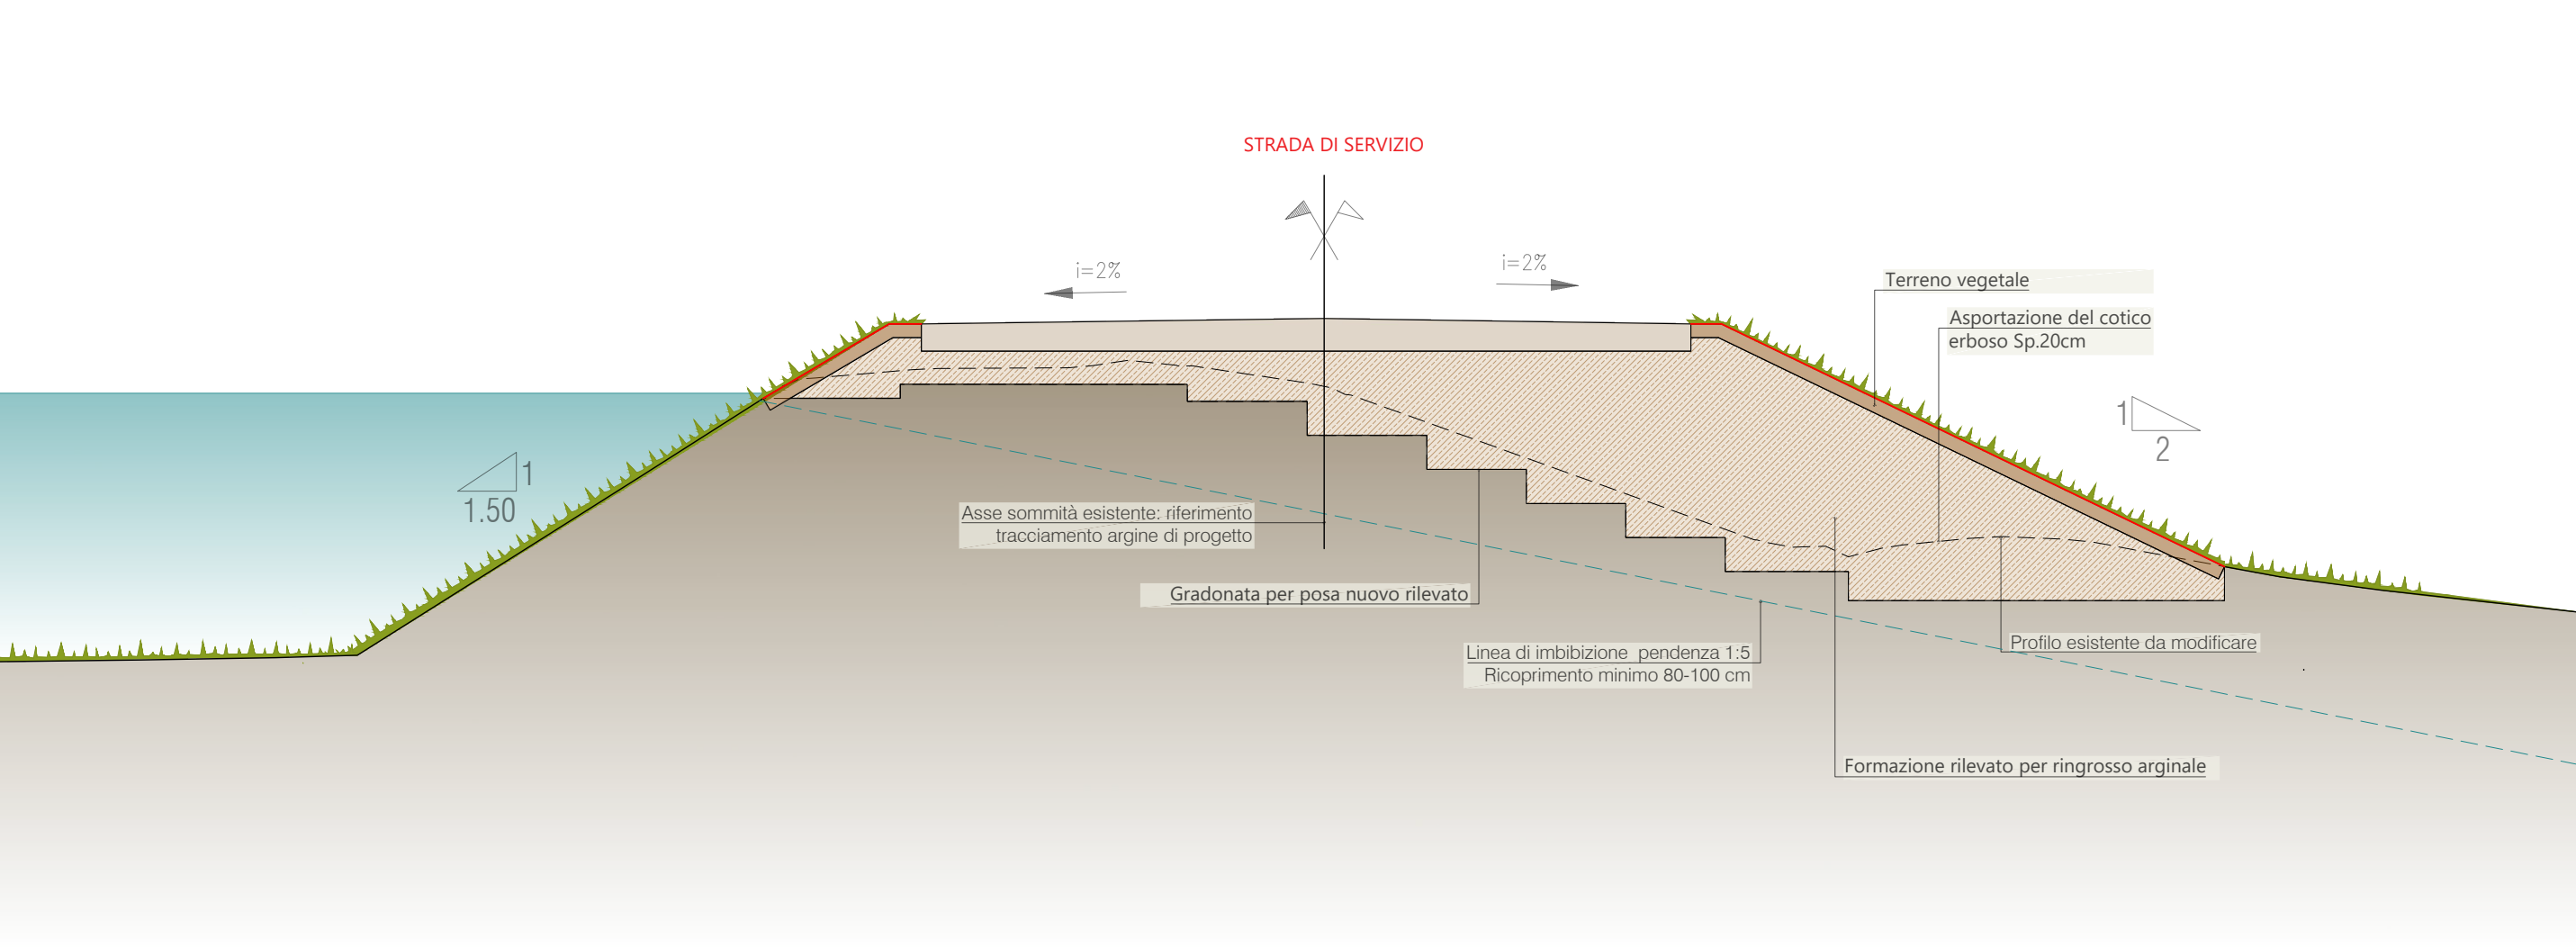 STRADA DI SERVIZIO
i=2%
i=2%
Terreno vegetale
Asportazione del cotico
erboso Sp.20cm
1
2
1
1.50
Asse sommità esistente: riferimento
tracciamento argine di progetto
Gradonata per posa nuovo rilevato
Linea di imbibizione pendenza 1:5
Ricoprimento minimo 80-100 cm
Profilo esistente da modificare
Formazione rilevato per ringrosso arginale